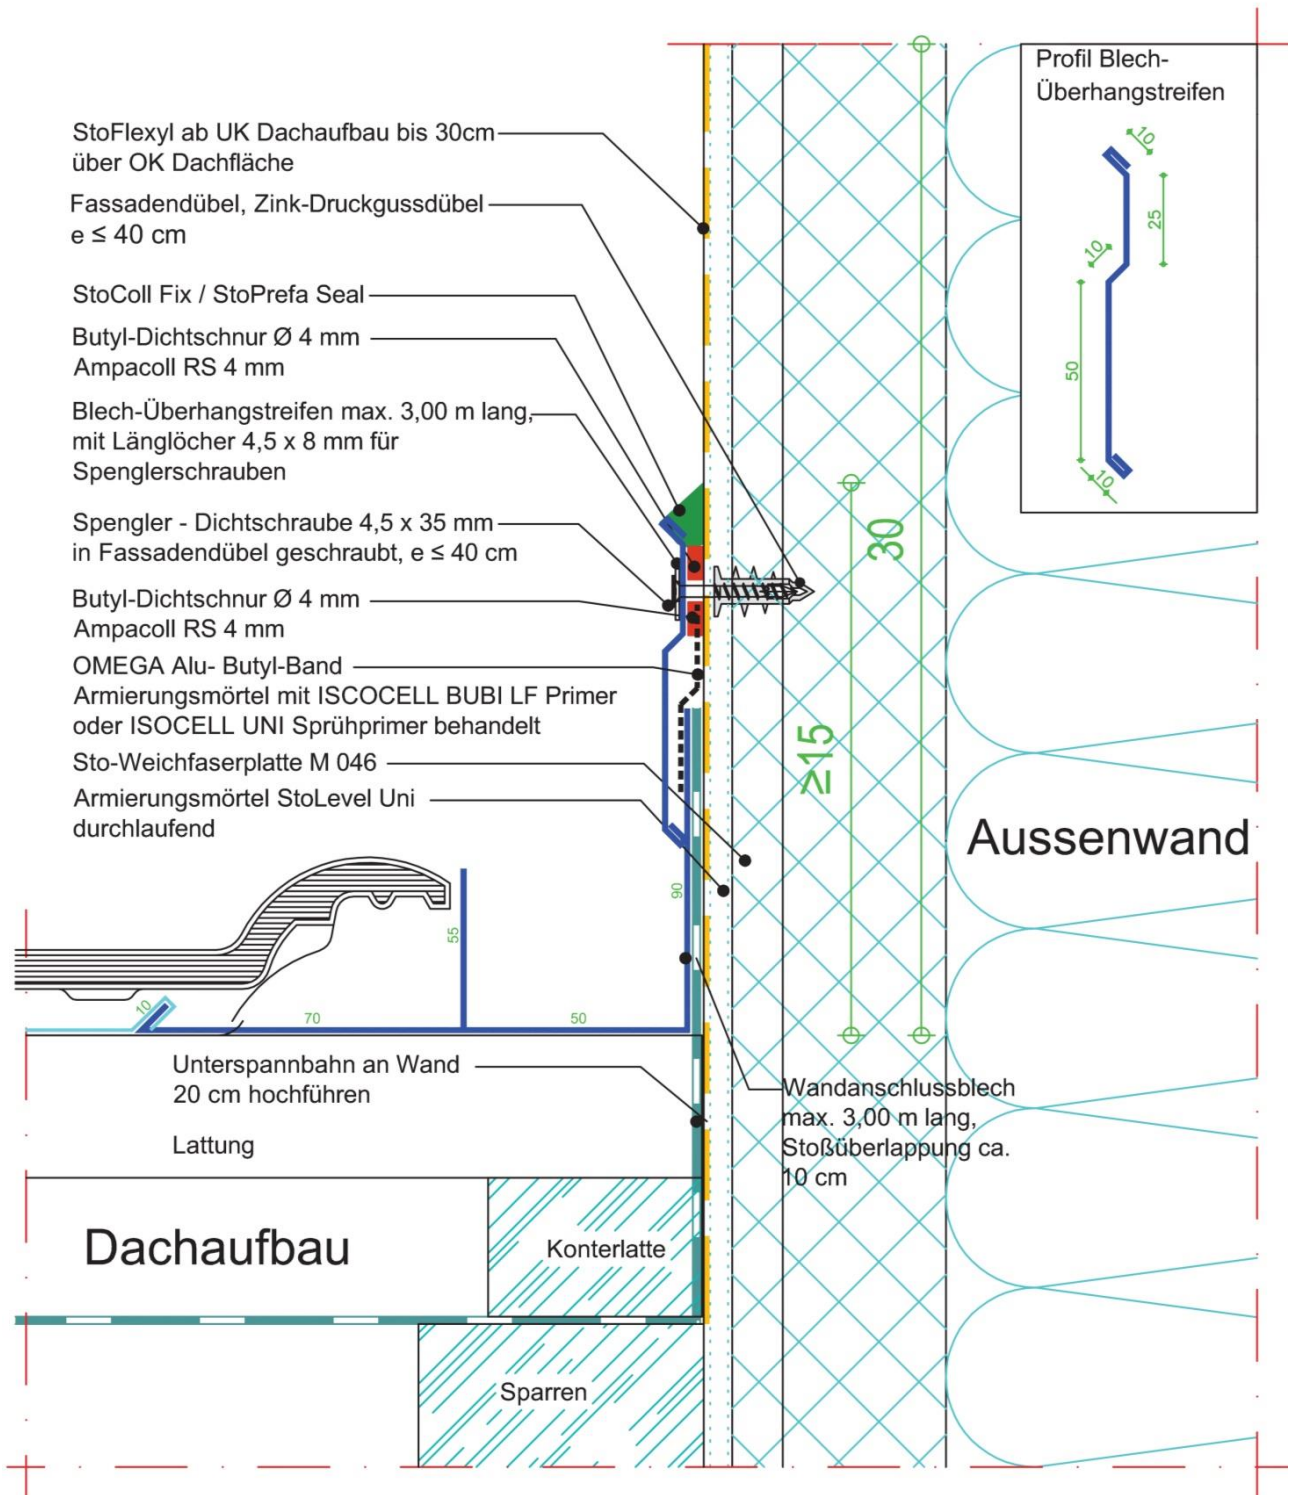 Profil Blech-
Überhangstreifen
10
25
10
50
10
StoFlexyl ab UK Dachaufbau bis 30cm
über OK Dachfläche
Fassadendübel, Zink-Druckgussdübel
e ≤ 40 cm
StoColl Fix / StoPrefa Seal
Butyl-Dichtschnur Ø 4 mm
Ampacoll RS 4 mm
Blech-Überhangstreifen max. 3,00 m lang,
mit Länglöcher 4,5 x 8 mm für
Spenglerschrauben
Spengler - Dichtschraube 4,5 x 35 mm
in Fassadendübel geschraubt, e ≤ 40 cm
Butyl-Dichtschnur Ø 4 mm
Ampacoll RS 4 mm
OMEGA Alu- Butyl-Band
Armierungsmörtel mit ISCOCELL BUBI LF Primer
oder ISOCELL UNI Sprühprimer behandelt
Sto-Weichfaserplatte M 046
Armierungsmörtel StoLevel Uni
durchlaufend
30
≥15
Aussenwand
90
55
10
70
50
Unterspannbahn an Wand
20 cm hochführen
Lattung
Wandanschlussblech
max. 3,00 m lang,
Stoßüberlappung ca.
10 cm
Dachaufbau
Konterlatte
Sparren